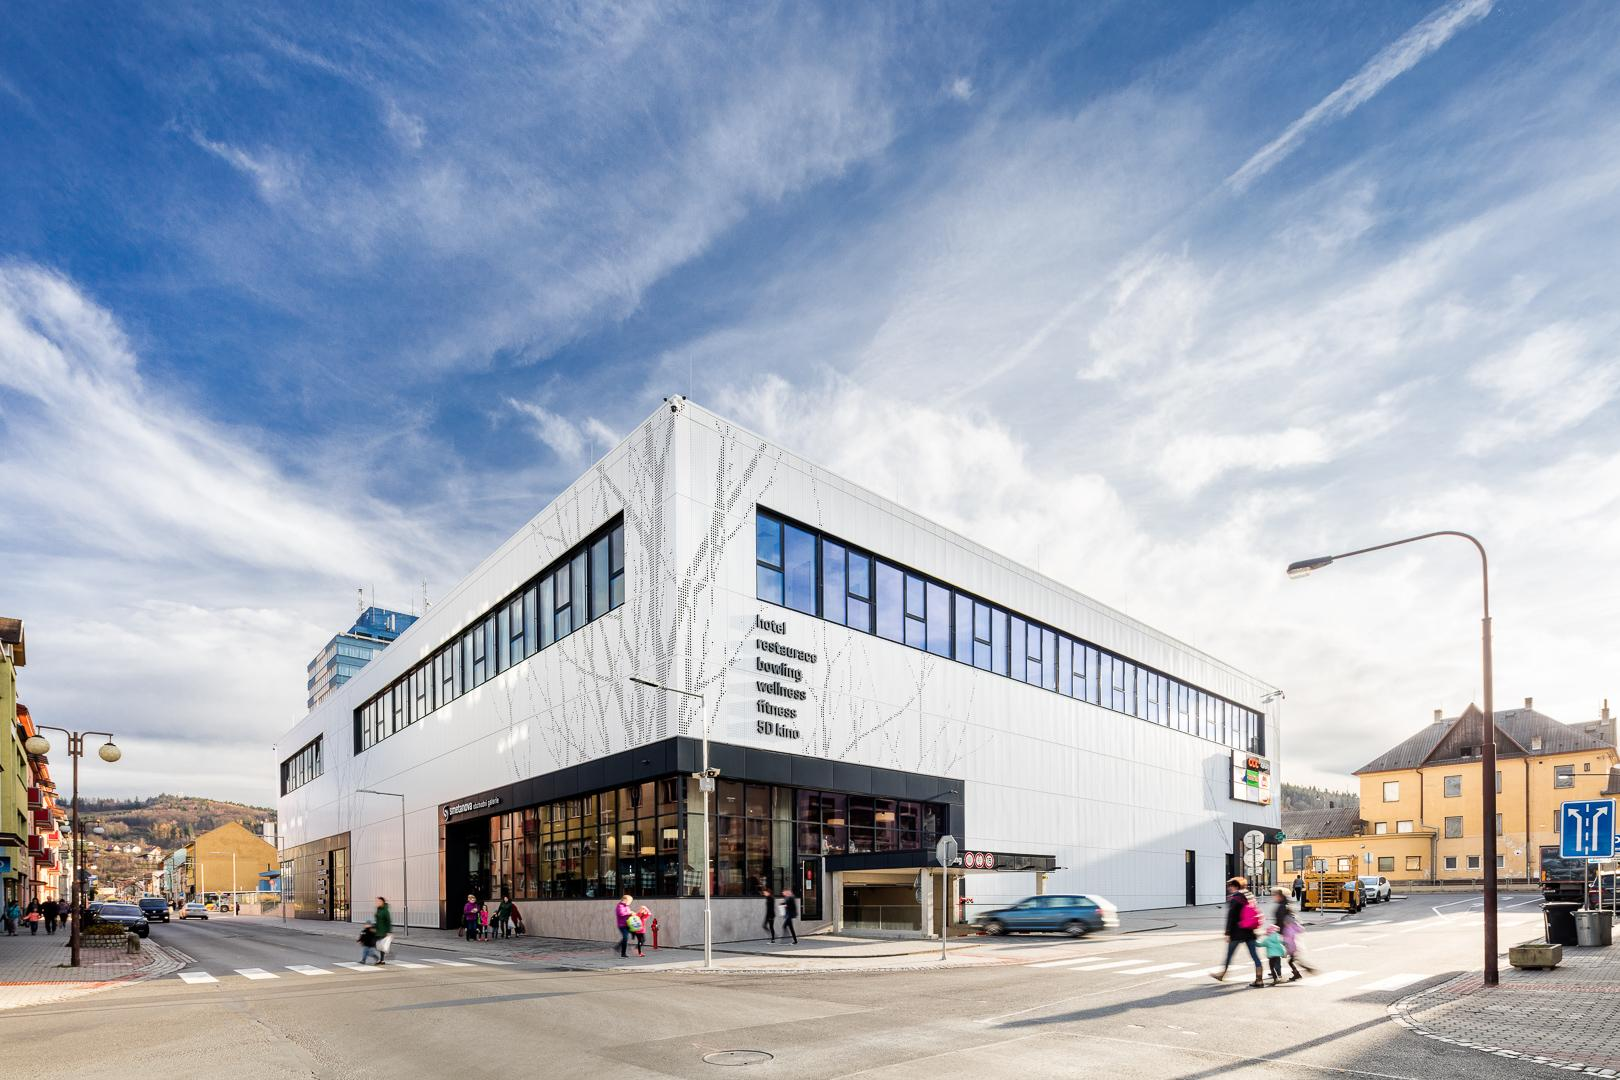 hotel
restaurace
bowling
wellness
fitness
5D kino
smetanova obchodní galerie